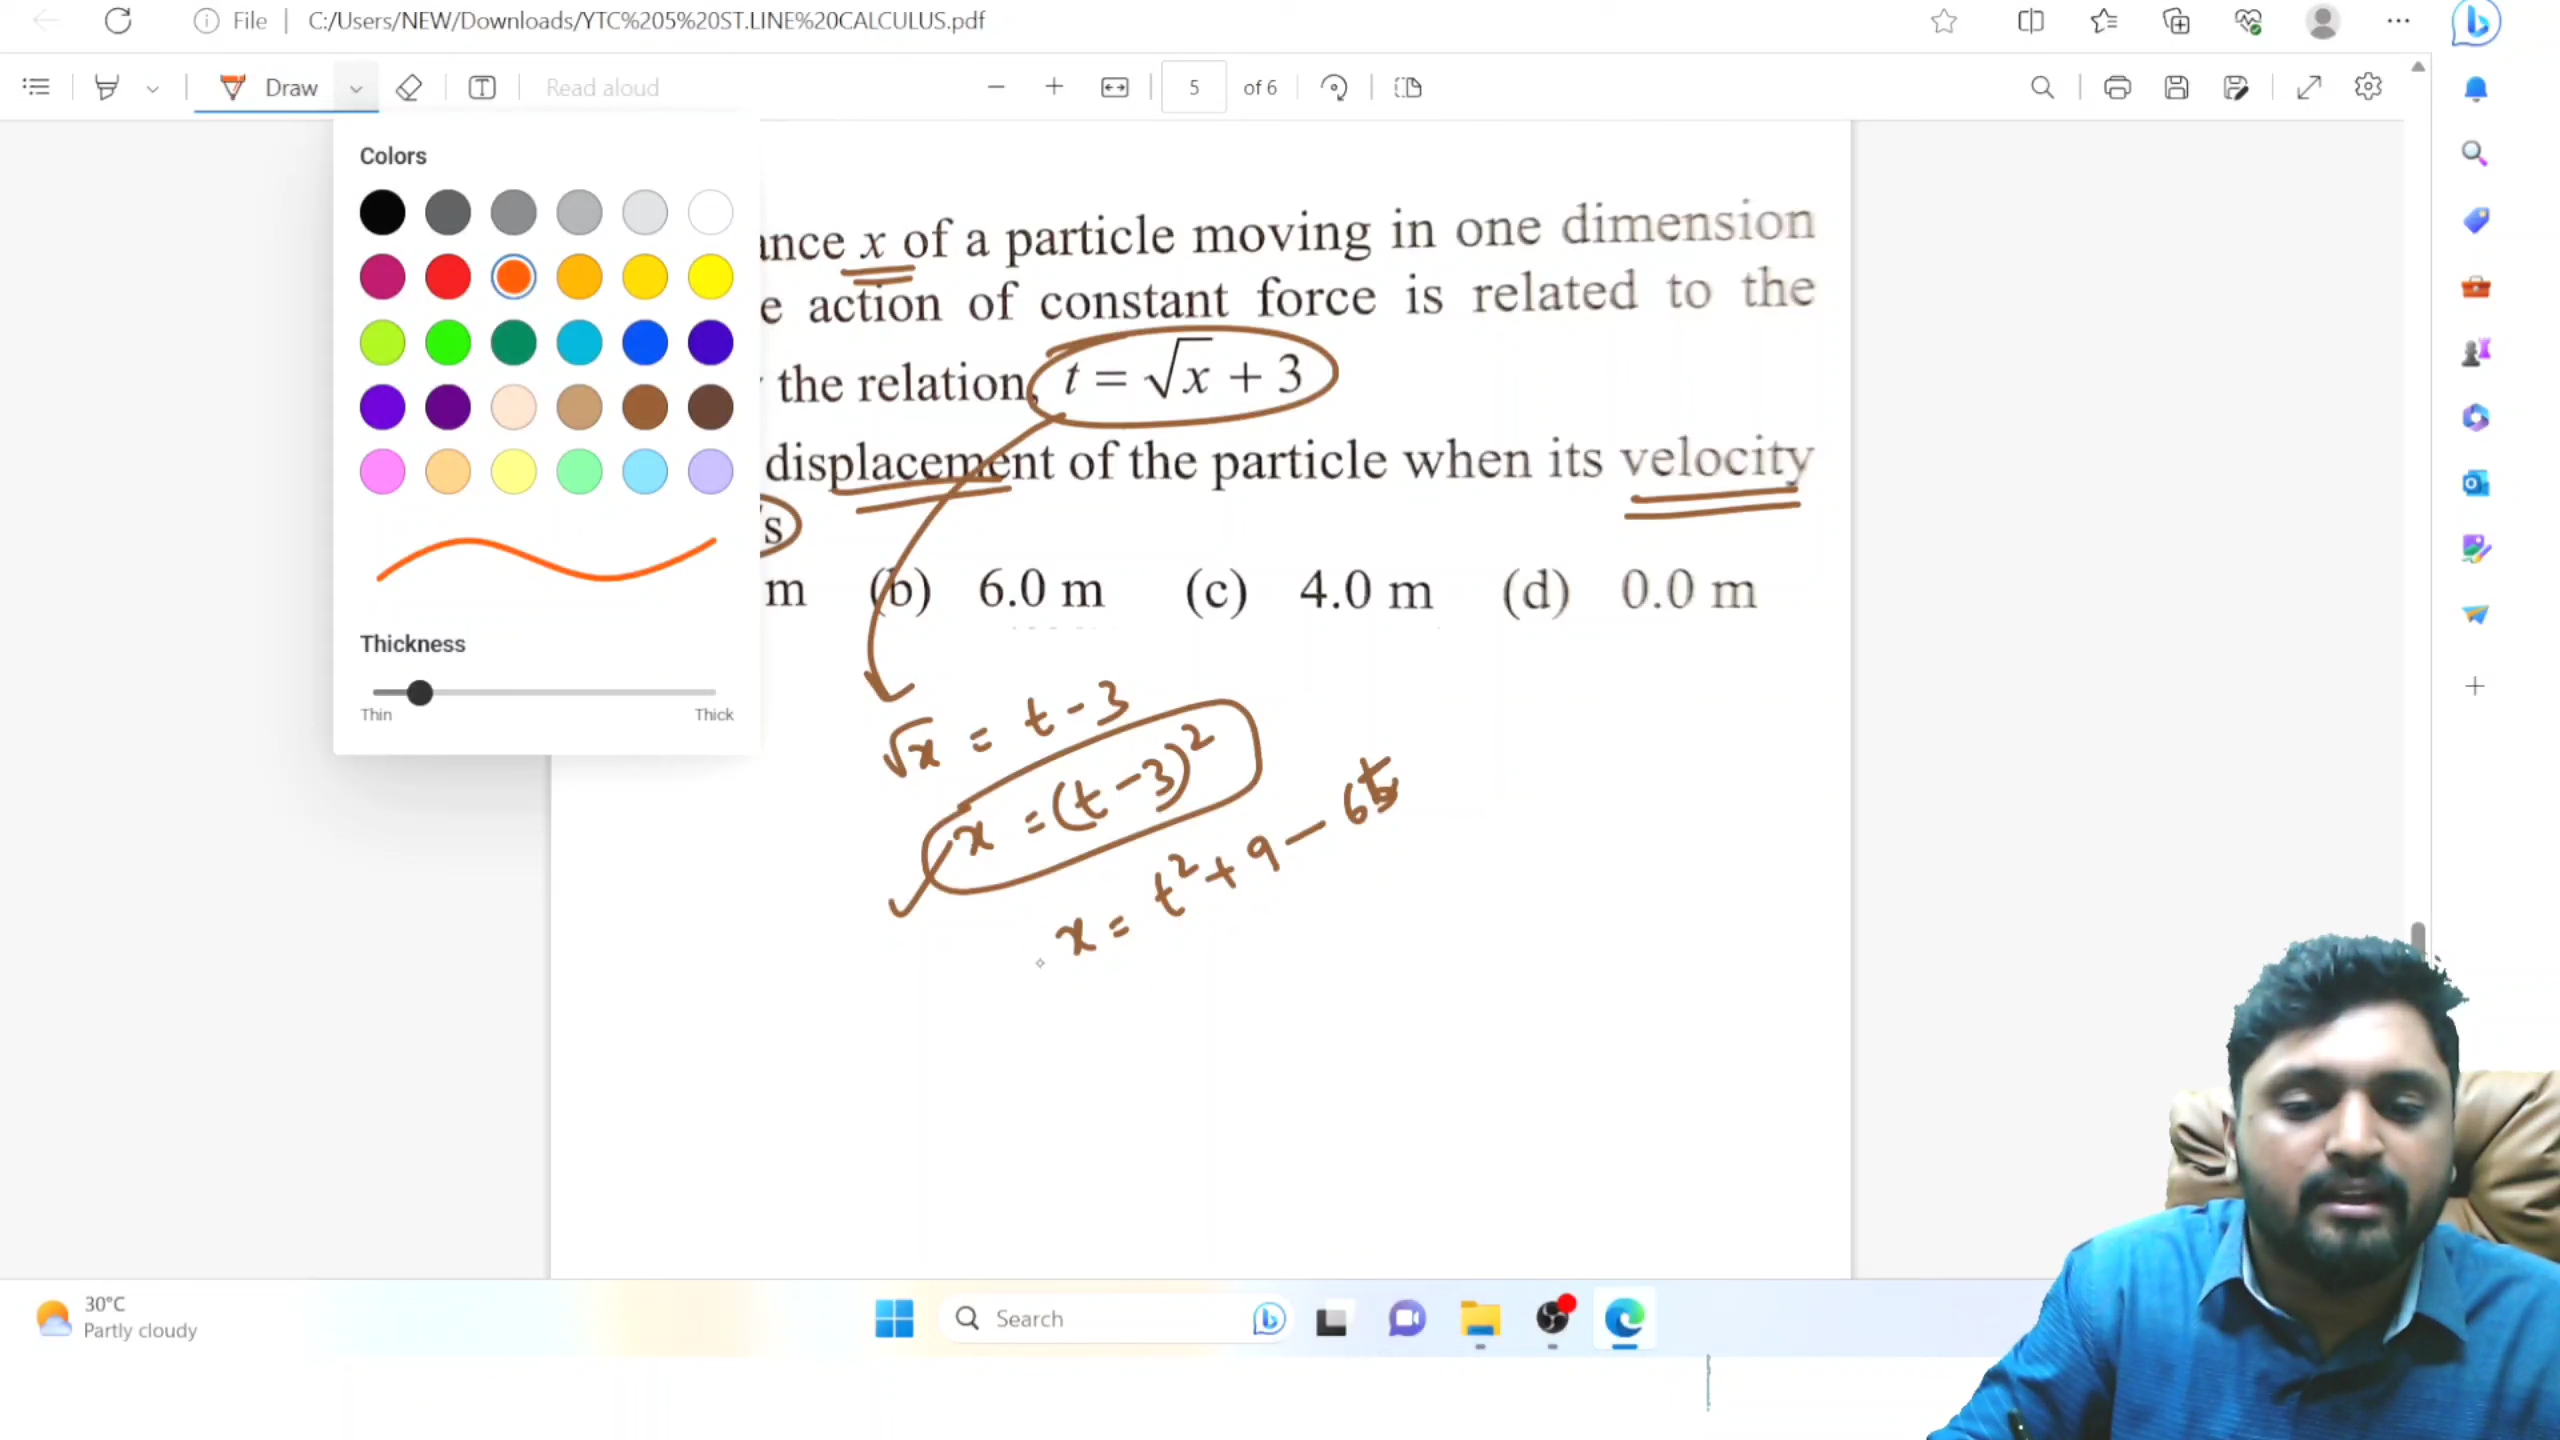 File | C:/Users/NEW/Downloads/YTC%205%20ST.LINE%20CALCULUS.pdf
Draw
Read aloud
5 of 6
Colors
Thickness
Thin Thick
ance x of a particle moving in one dimension
e action of constant force is related to the
the relation, t = √x + 3
displacement of the particle when its velocity
s
m (b) 6.0 m (c) 4.0 m (d) 0.0 m
√x = t - 3
x = (t - 3)²
x = t² + 9 - 6t
30°C
Partly cloudy
Search